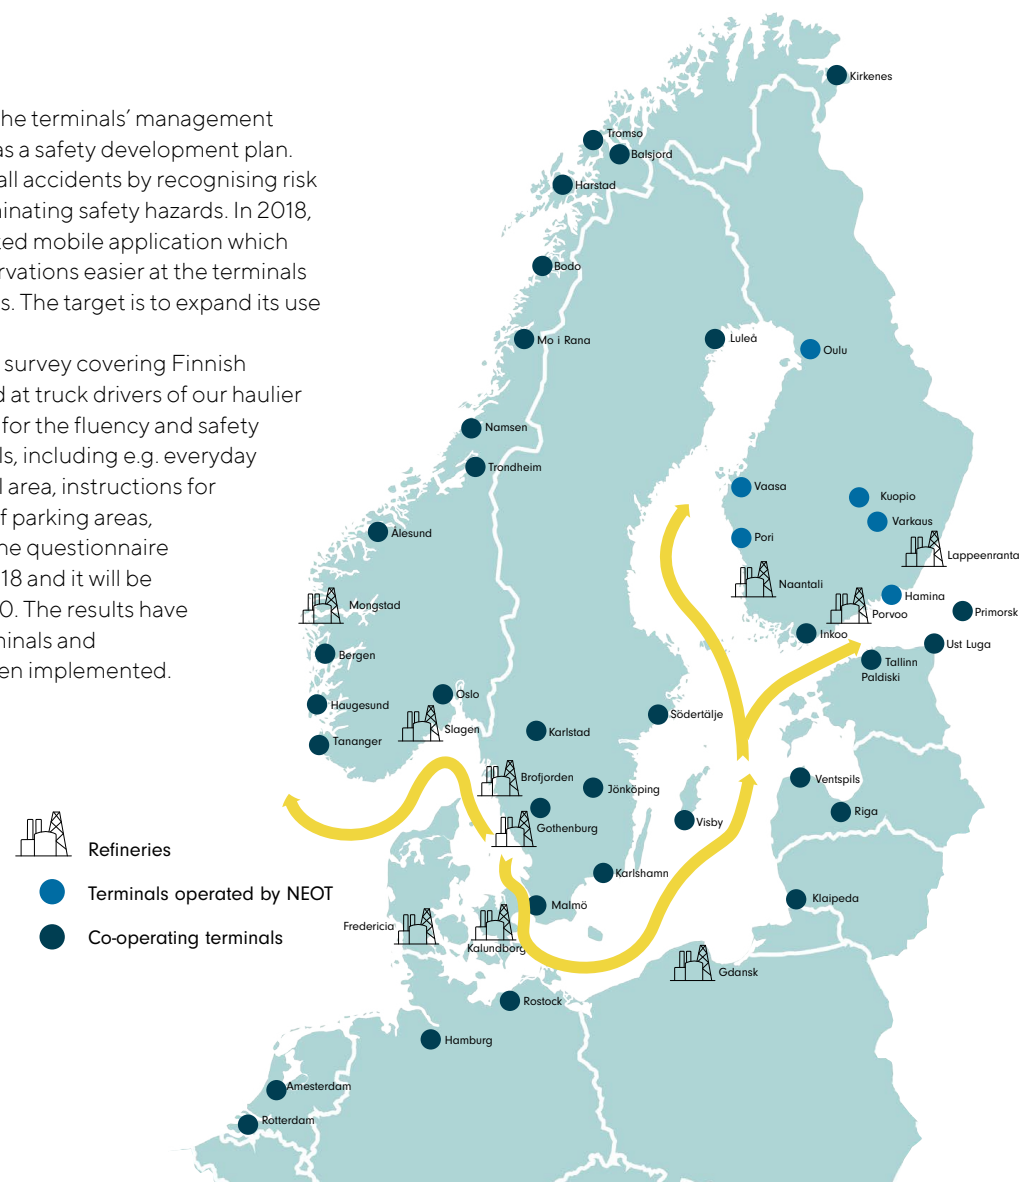 he terminals’ management
as a safety development plan.
all accidents by recognising risk
inating safety hazards. In 2018,
ed mobile application which
rvations easier at the terminals
s. The target is to expand its use
survey covering Finnish
d at truck drivers of our haulier
for the fluency and safety
ls, including e.g. everyday
l area, instructions for
f parking areas,
ne questionnaire
18 and it will be
0. The results have
minals and
en implemented.
Kirkenes
Tromso
Balsjord
Harstad
Bodo
Mo i Rana
Luleå
Oulu
Namsen
Trondheim
Vaasa
Kuopio
Varkaus
Ålesund
Pori
Lappeenranta
Naantali
Mongstad
Hamina
Porvoo
Primorsk
Inkoo
Ust Luga
Bergen
Tallinn
Paldiski
Oslo
Haugesund
Södertälje
Slagen
Karlstad
Tananger
Brofjorden
Ventspils
Jönköping
Riga
Visby
Gothenburg
Refineries
Karlshamn
Terminals operated by NEOT
Klaipeda
Malmö
Fredericia
Co-operating terminals
Kalundborg
Gdansk
Rostock
Hamburg
Amesterdam
Rotterdam